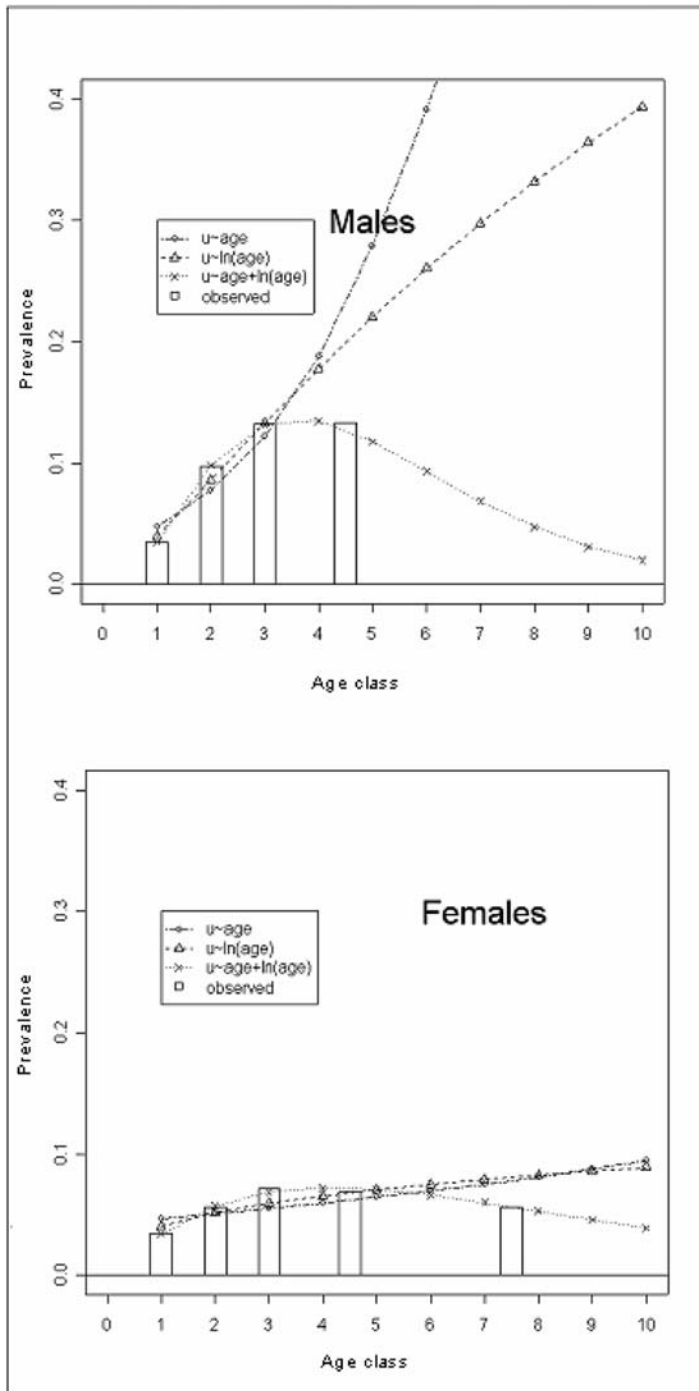 0.4
0.3
0.2
0.1
0.0
Prevalence
Males
u~age
u~ln(age)
u~age+ln(age)
observed
0 1 2 3 4 5 6 7 8 9 10
Age class
0.4
0.3
0.2
0.1
0.0
Prevalence
Females
u~age
u~ln(age)
u~age+ln(age)
observed
0 1 2 3 4 5 6 7 8 9 10
Age class